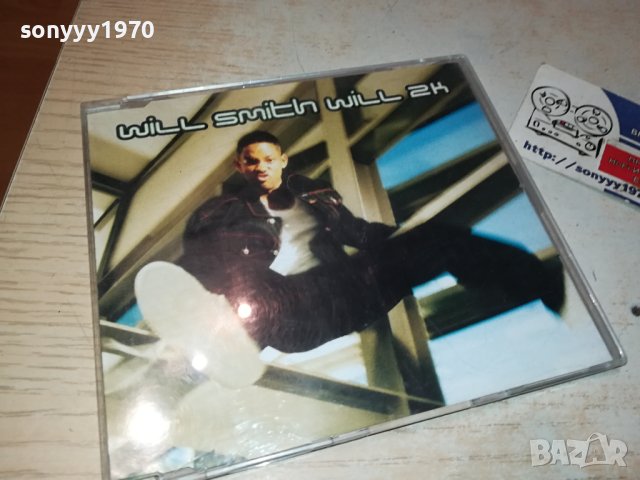 sonyyy1970
WILL SMITH WILL 2K
http://sonyyy197
BAZAR